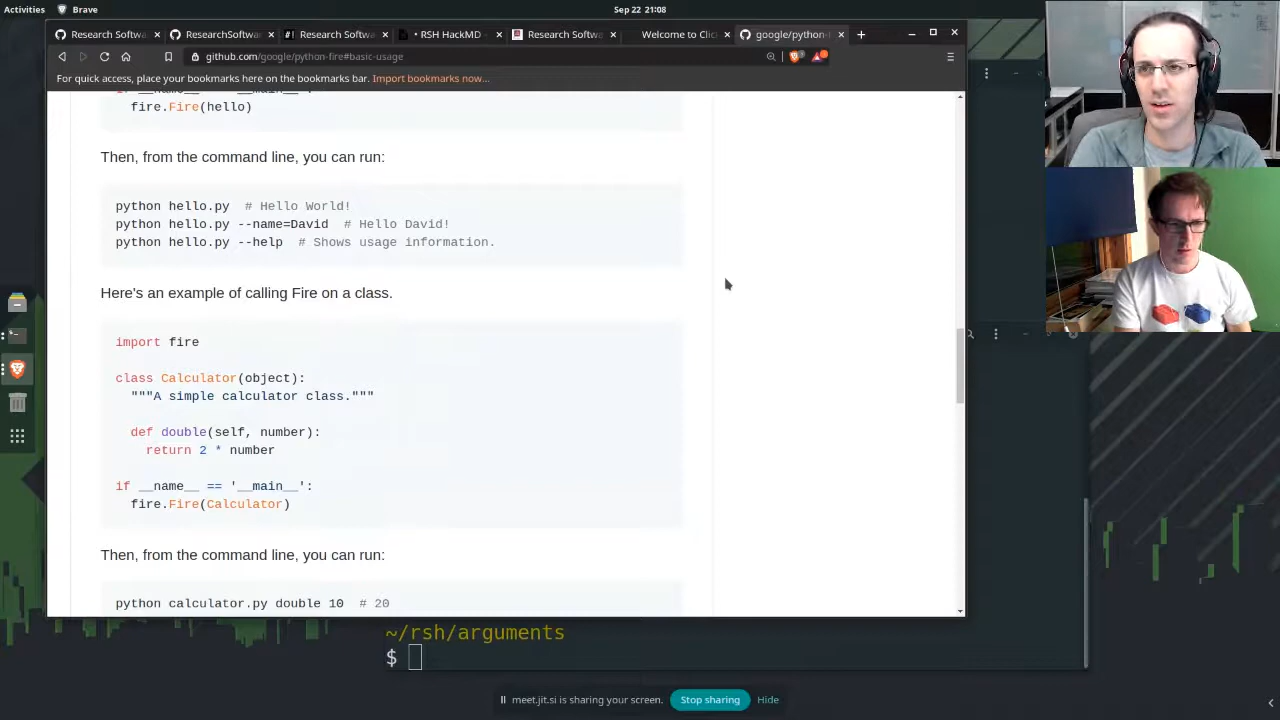 Activities
Brave
Sep 22 21:08
Research Softwa
ResearchSoftwar
Research Softwa
• RSH HackMD
Research Softwa
Welcome to Clic
google/python-f
github.com/google/python-fire#basic-usage
For quick access, place your bookmarks here on the bookmarks bar. Import bookmarks now...
fire.Fire(hello)
Then, from the command line, you can run:
python hello.py # Hello World!
python hello.py --name=David # Hello David!
python hello.py --help # Shows usage information.
Here's an example of calling Fire on a class.
import fire
class Calculator(object):
"""A simple calculator class."""
def double(self, number):
return 2 * number
if __name__ == '__main__':
fire.Fire(Calculator)
Then, from the command line, you can run:
python calculator.py double 10 # 20
~/rsh/arguments
$
meet.jit.si is sharing your screen.
Stop sharing
Hide